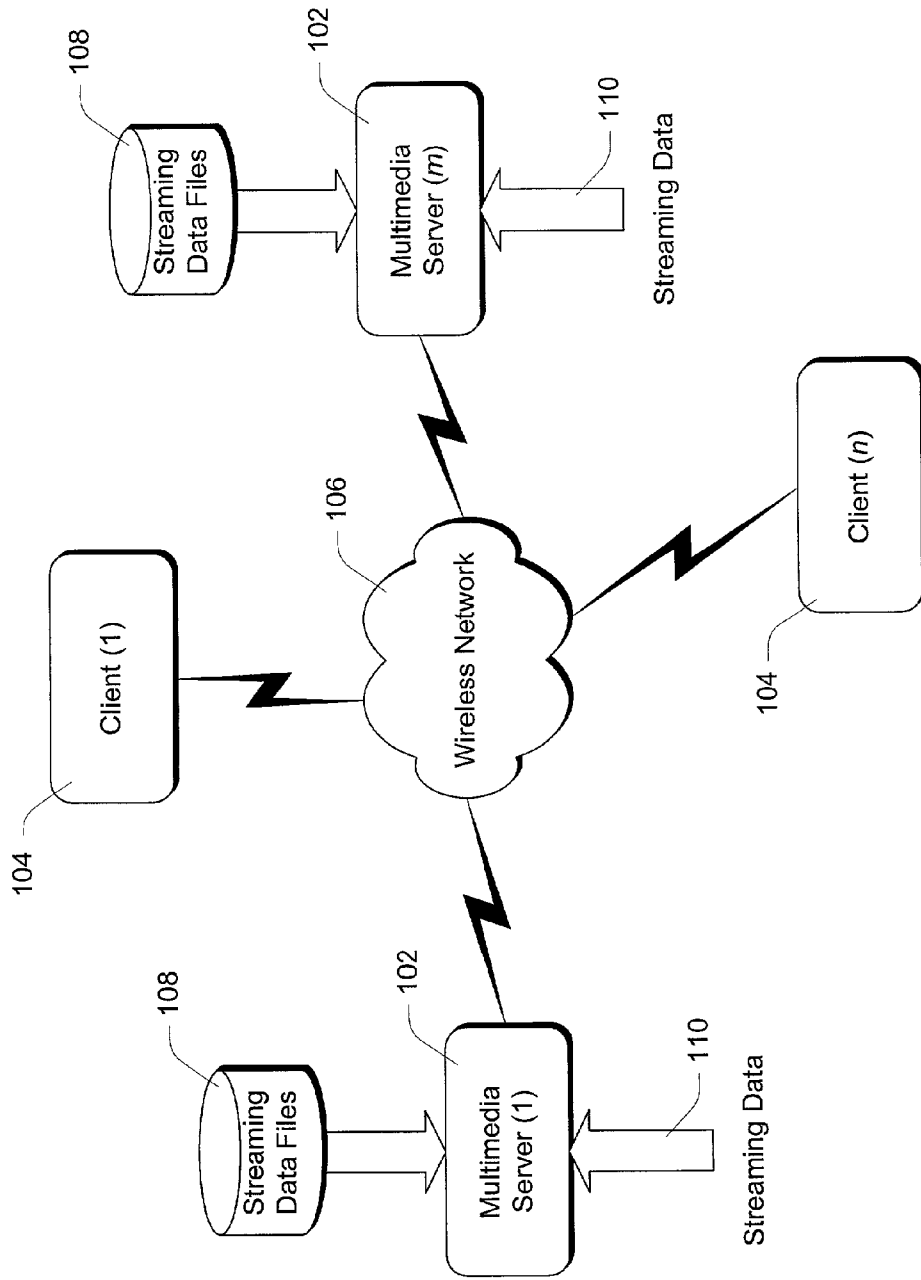 108
Streaming
Data Files
102
Multimedia
Server (1)
110
Streaming Data
104
Client (1)
106
Wireless Network
Client (n)
104
108
Streaming
Data Files
102
Multimedia
Server (m)
110
Streaming Data